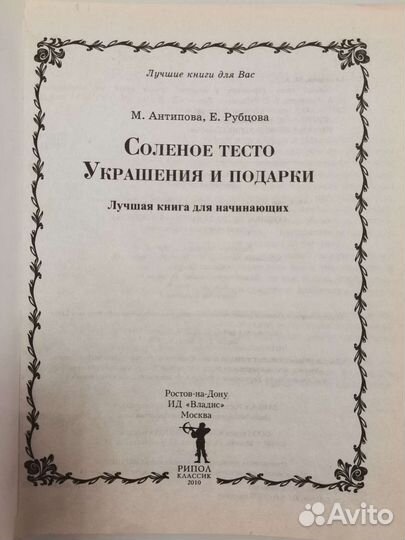 Лучшие книги для Вас
М. Антипова, Е. Рубцова
Соленое тесто
Украшения и подарки
Лучшая книга для начинающих
Ростов-на-Дону
ИД «Владис»
Москва
РИПОЛ
КЛАССИК
2010
Avito